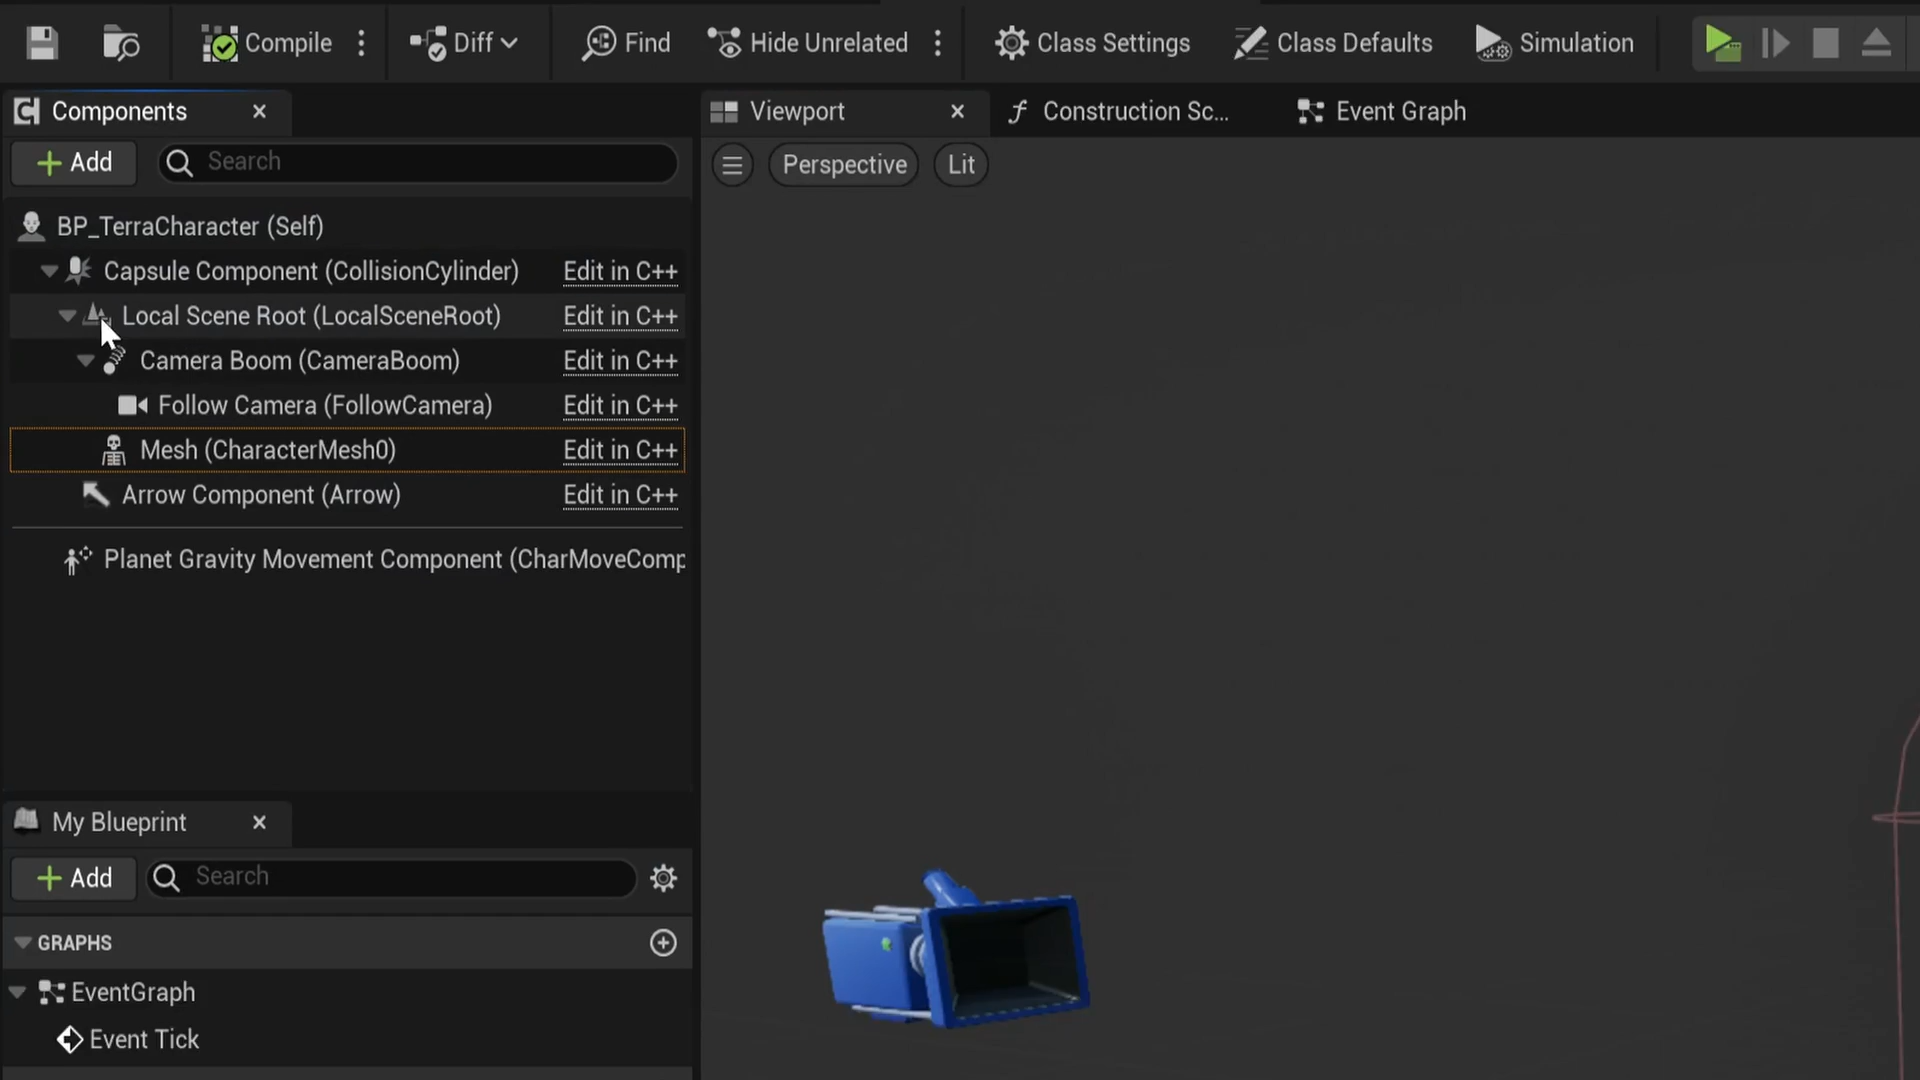 Compile
Diff
Find
Hide Unrelated
Class Settings
Class Defaults
Simulation
Components
Viewport
Construction Sc...
Event Graph
Add
Search
Perspective
Lit
BP_TerraCharacter (Self)
Capsule Component (CollisionCylinder) Edit in C++
Local Scene Root (LocalSceneRoot) Edit in C++
Camera Boom (CameraBoom) Edit in C++
Follow Camera (FollowCamera) Edit in C++
Mesh (CharacterMesh0) Edit in C++
Arrow Component (Arrow) Edit in C++
Planet Gravity Movement Component (CharMoveComp
My Blueprint
Add
Search
GRAPHS
EventGraph
Event Tick